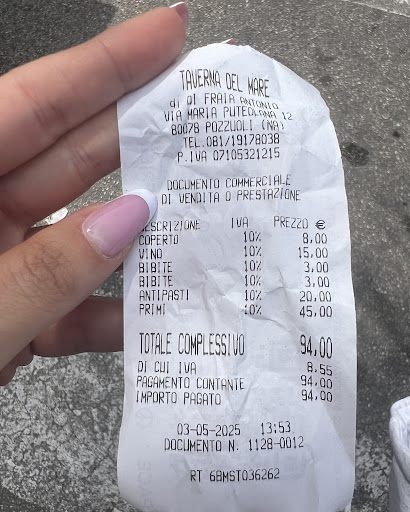 TAVERNA DEL MARE
di DI FRAIA ANTONIO
VIA MARIA PUTEOLANA 12
80078 POZZUOLI (NA)
TEL.081/19178038
P.IVA 07105321215
DOCUMENTO COMMERCIALE
DI VENDITA O PRESTAZIONE
DESCRIZIONE IVA PREZZO €
COPERTO 10% 8,00
VINO 10% 15,00
BIBITE 10% 3,00
BIBITE 10% 3,00
ANTIPASTI 10% 20,00
PRIMI 10% 45,00
TOTALE COMPLESSIVO 94,00
DI CUI IVA 8,55
PAGAMENTO CONTANTE 94,00
IMPORTO PAGATO 94,00
03-05-2025 13:53
DOCUMENTO N. 1128-0012
RT 6BMST036262